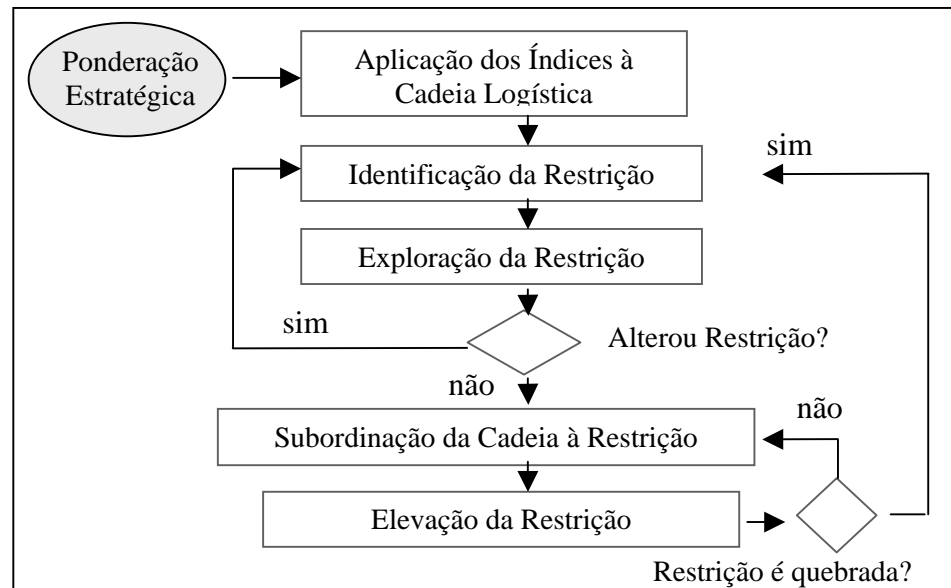 Ponderação
Estratégica
Aplicação dos Índices à
Cadeia Logística
Identificação da Restrição
sim
Exploração da Restrição
sim
Alterou Restrição?
não
não
Subordinação da Cadeia à Restrição
Elevação da Restrição
Restrição é quebrada?